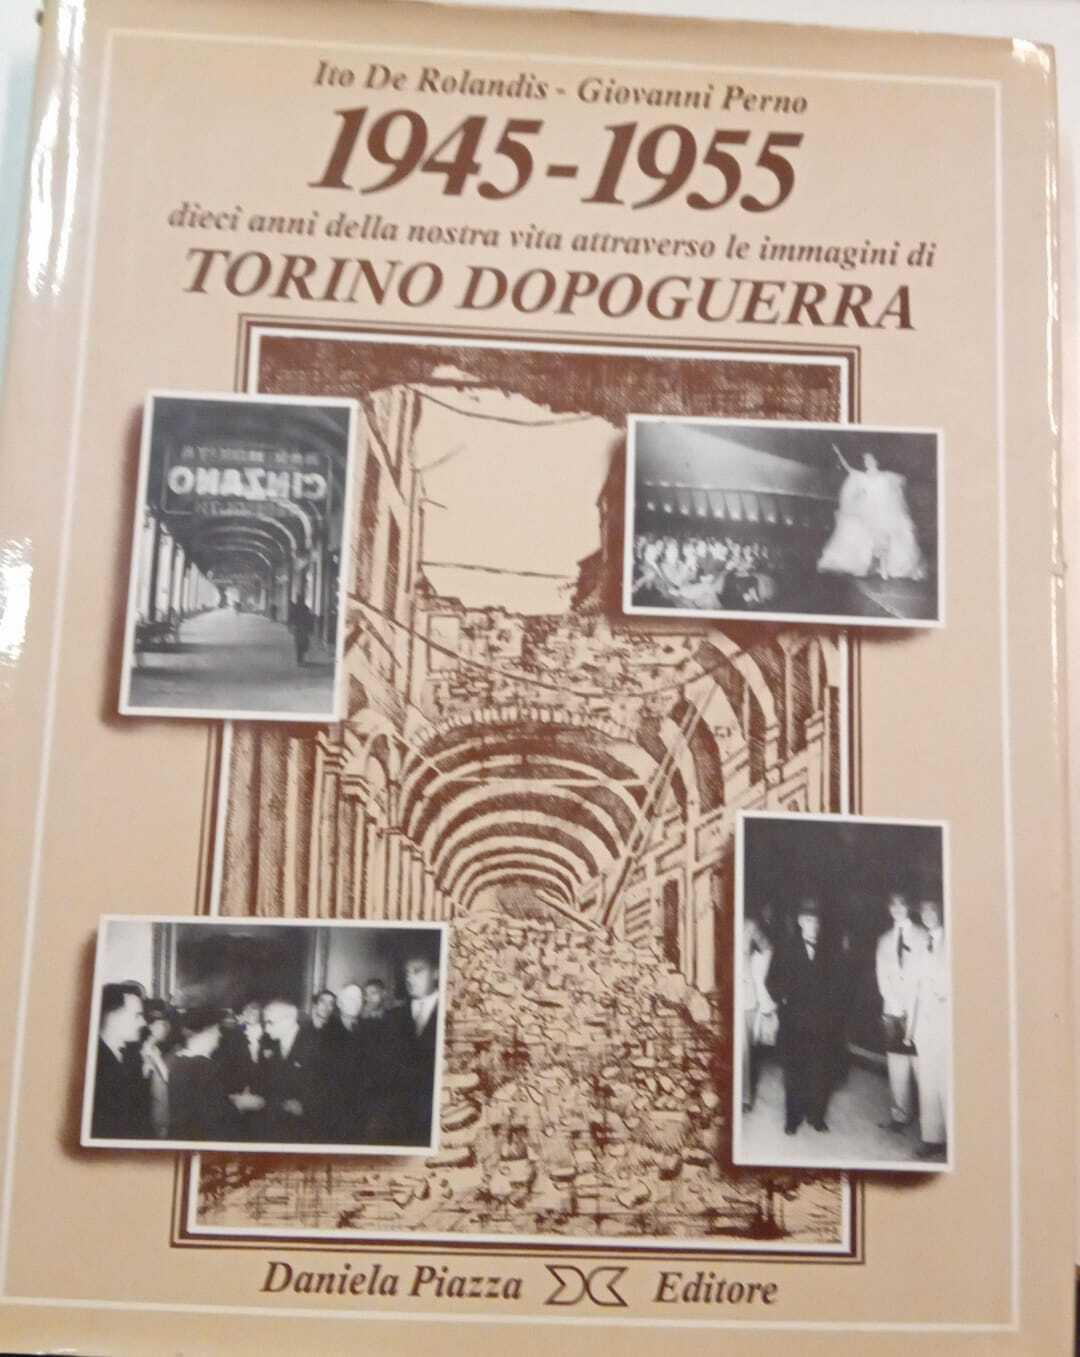 Ito De Rolandis - Giovanni Perno
1945-1955
dieci anni della nostra vita attraverso le immagini di
TORINO DOPOGUERRA
CINZANO
Daniela Piazza Editore